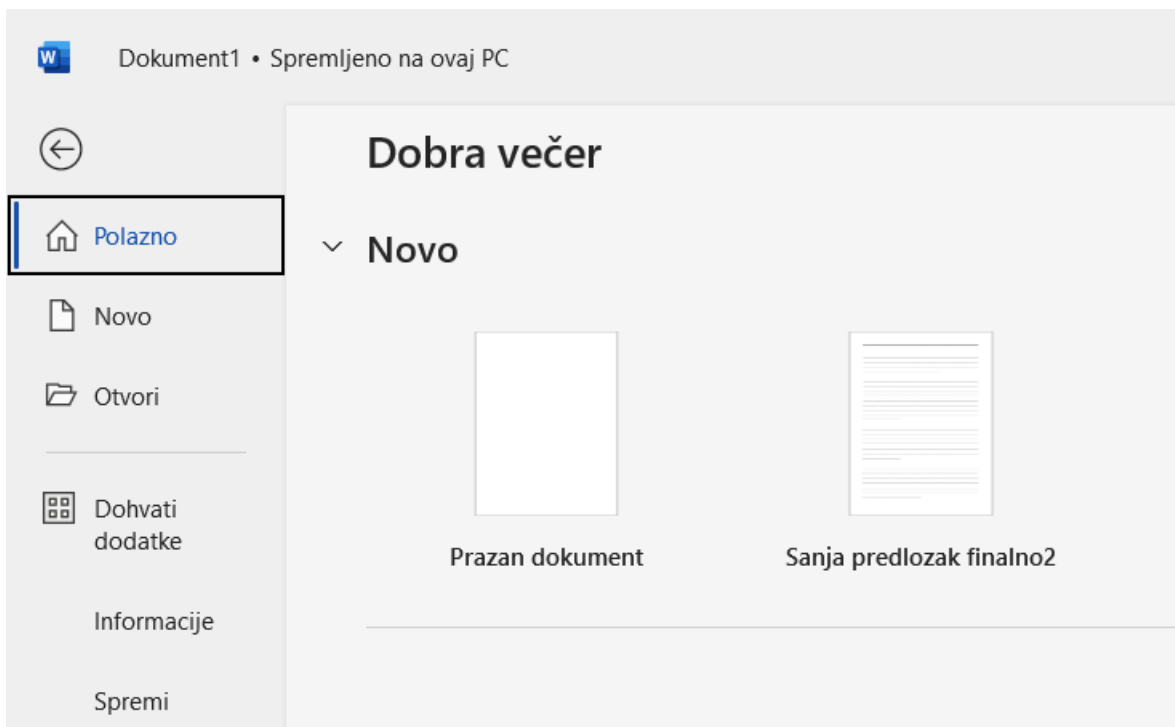 W
Dokument1 • Spremljeno na ovaj PC
Dobra večer
Polazno
Novo
Novo
Otvori
Dohvati
dodatke
Prazan dokument
Sanja predlozak finalno2
Informacije
Spremi